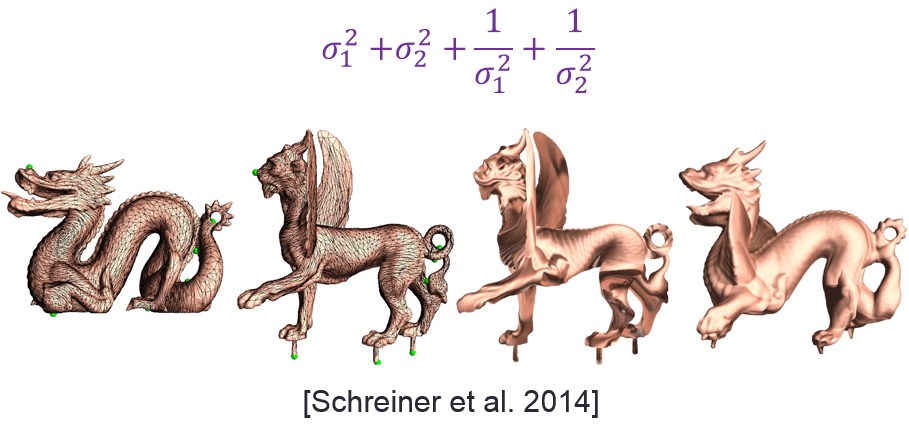 σ₁² +σ₂² + 1/σ₁² + 1/σ₂²
[Schreiner et al. 2014]